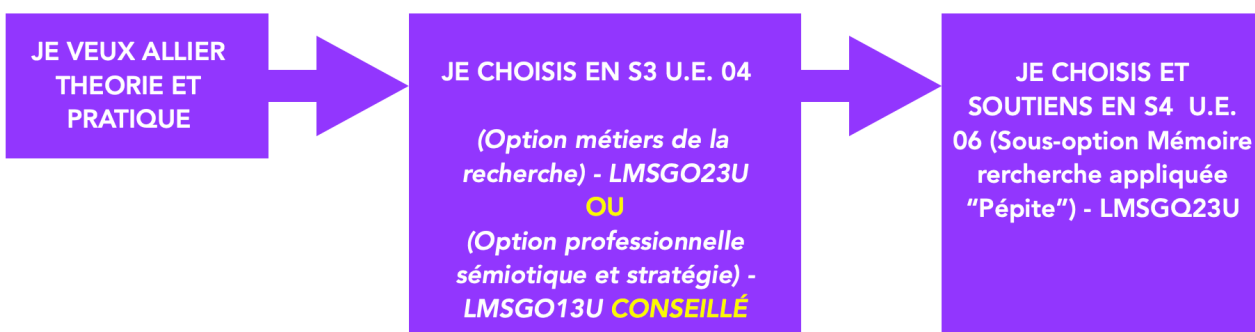 JE VEUX ALLIER
THEORIE ET
PRATIQUE
JE CHOISIS EN S3 U.E. 04
(Option métiers de la
recherche) - LMSGO23U
OU
(Option professionnelle
sémiotique et stratégie) -
LMSGO13U CONSEILLÉ
JE CHOISIS ET
SOUTIENS EN S4 U.E.
06 (Sous-option Mémoire
rercherche appliquée
“Pépite”) - LMSGQ23U